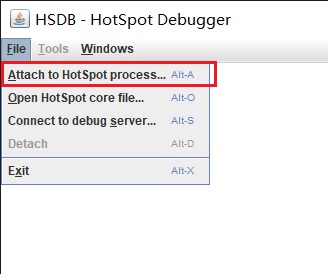 HSDB - HotSpot Debugger
File Tools Windows
Attach to HotSpot process... Alt-A
Open HotSpot core file... Alt-O
Connect to debug server... Alt-S
Detach Alt-D
Exit Alt-X